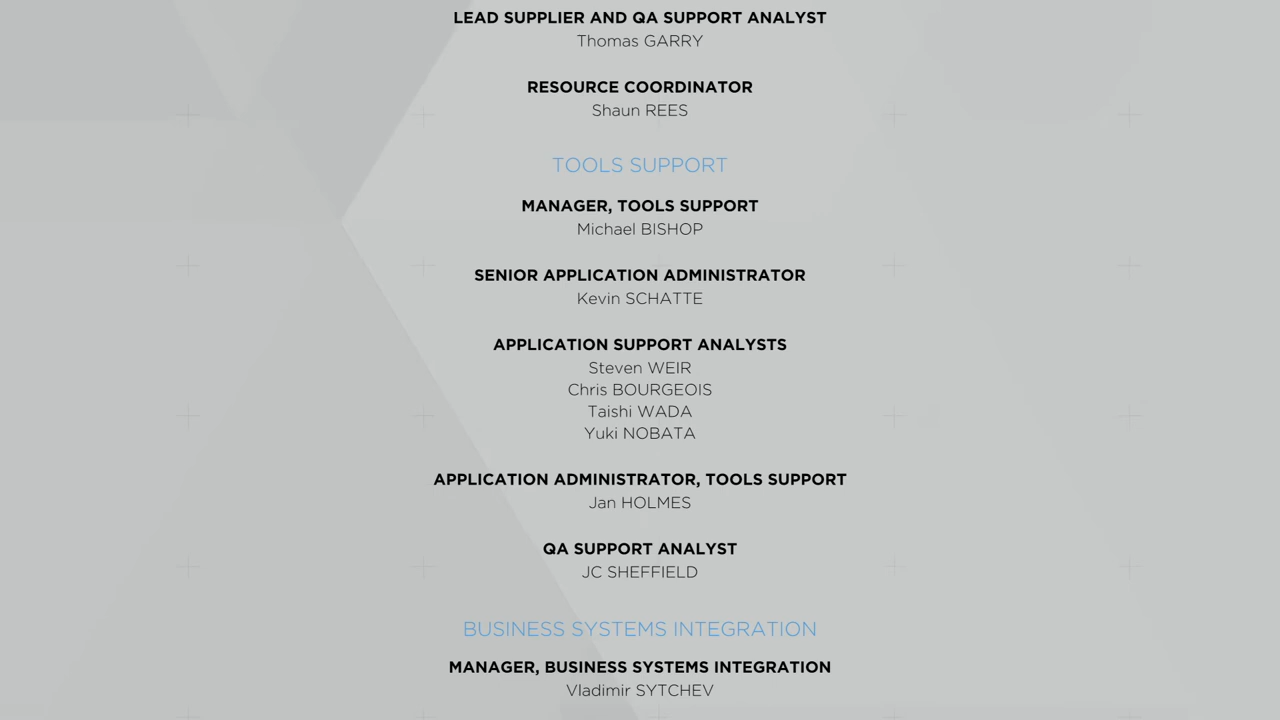 LEAD SUPPLIER AND QA SUPPORT ANALYST
Thomas GARRY
RESOURCE COORDINATOR
Shaun REES
TOOLS SUPPORT
MANAGER, TOOLS SUPPORT
Michael BISHOP
SENIOR APPLICATION ADMINISTRATOR
Kevin SCHATTE
APPLICATION SUPPORT ANALYSTS
Steven WEIR
Chris BOURGEOIS
Taishi WADA
Yuki NOBATA
APPLICATION ADMINISTRATOR, TOOLS SUPPORT
Jan HOLMES
QA SUPPORT ANALYST
JC SHEFFIELD
BUSINESS SYSTEMS INTEGRATION
MANAGER, BUSINESS SYSTEMS INTEGRATION
Vladimir SYTCHEV